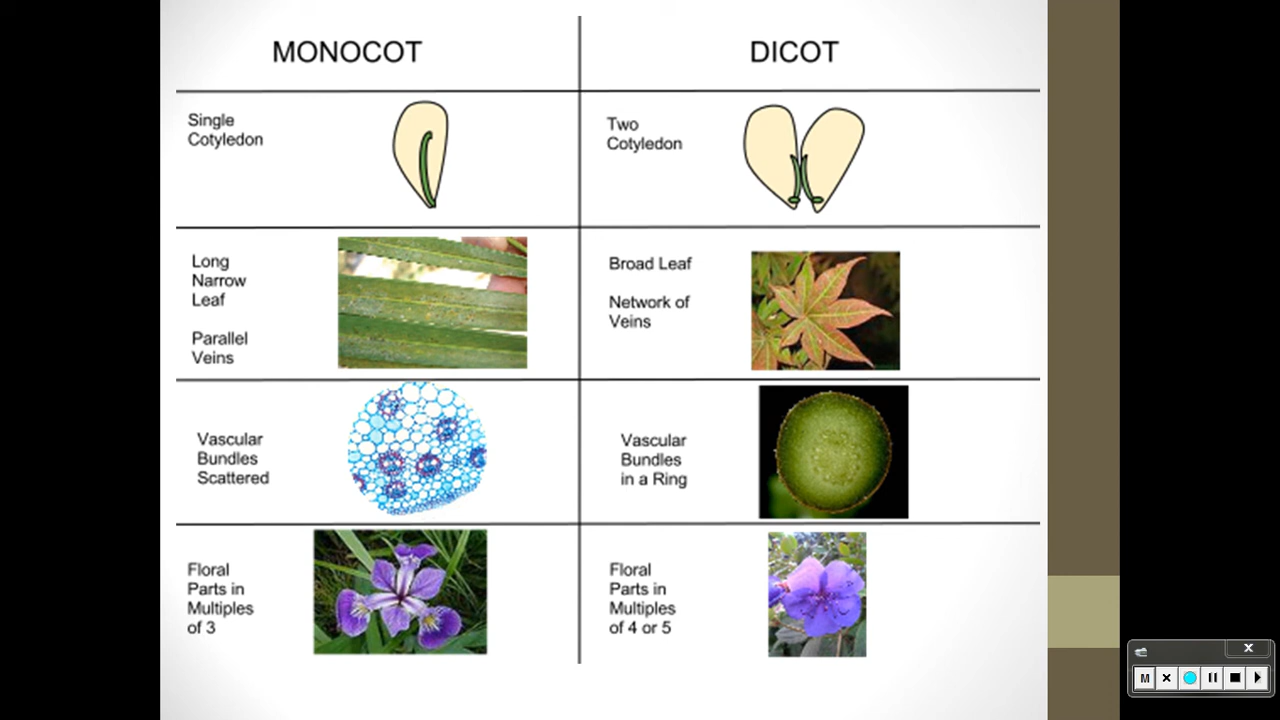 MONOCOT
DICOT
Single
Cotyledon
Two
Cotyledon
Long
Narrow
Leaf
Parallel
Veins
Broad Leaf
Network of
Veins
Vascular
Bundles
Scattered
Vascular
Bundles
in a Ring
Floral
Parts in
Multiples
of 3
Floral
Parts in
Multiples
of 4 or 5
M